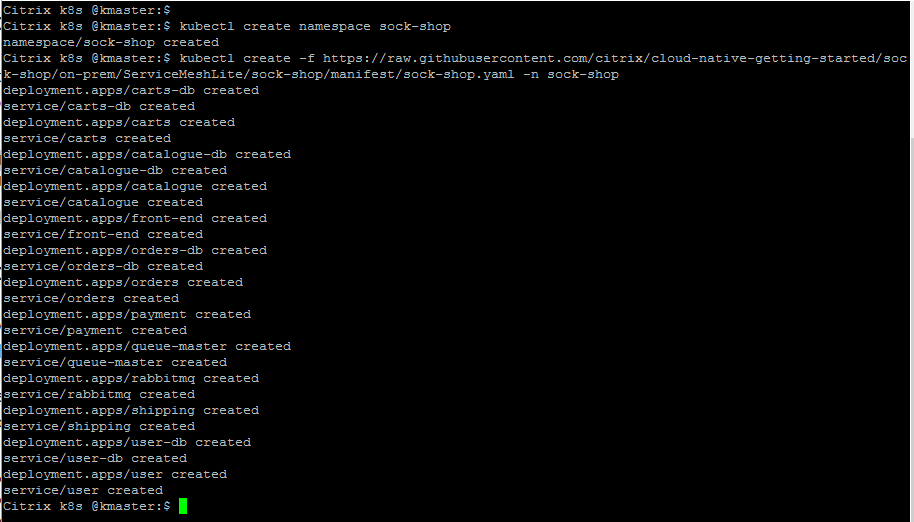 Citrix k8s @kmaster:$
Citrix k8s @kmaster:$ kubectl create namespace sock-shop
namespace/sock-shop created
Citrix k8s @kmaster:$ kubectl create -f https://raw.githubusercontent.com/citrix/cloud-native-getting-started/soc
k-shop/on-prem/ServiceMeshLite/sock-shop/manifest/sock-shop.yaml -n sock-shop
deployment.apps/carts-db created
service/carts-db created
deployment.apps/carts created
service/carts created
deployment.apps/catalogue-db created
service/catalogue-db created
deployment.apps/catalogue created
service/catalogue created
deployment.apps/front-end created
service/front-end created
deployment.apps/orders-db created
service/orders-db created
deployment.apps/orders created
service/orders created
deployment.apps/payment created
service/payment created
deployment.apps/queue-master created
service/queue-master created
deployment.apps/rabbitmq created
service/rabbitmq created
deployment.apps/shipping created
service/shipping created
deployment.apps/user-db created
service/user-db created
deployment.apps/user created
service/user created
Citrix k8s @kmaster:$